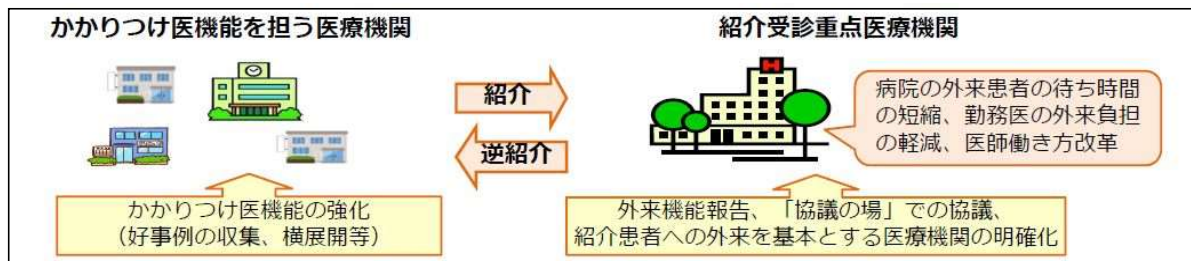 かかりつけ医機能を担う医療機関
紹介受診重点医療機関
紹介
逆紹介
H
病院の外来患者の待ち時間
の短縮、勤務医の外来負担
の軽減、医師働き方改革
かかりつけ医機能の強化
（好事例の収集、横展開等）
外来機能報告、「協議の場」での協議、
紹介患者への外来を基本とする医療機関の明確化